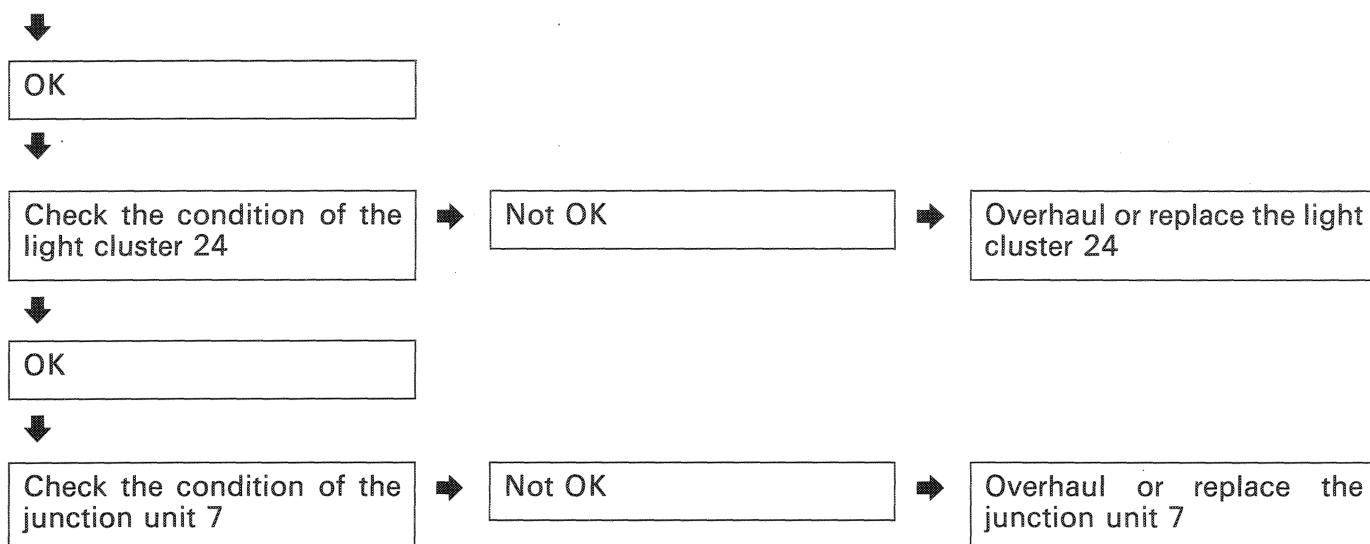 OK
Check the condition of the
light cluster 24
Not OK
Overhaul or replace the light
cluster 24
OK
Check the condition of the
junction unit 7
Not OK
Overhaul or replace the
junction unit 7